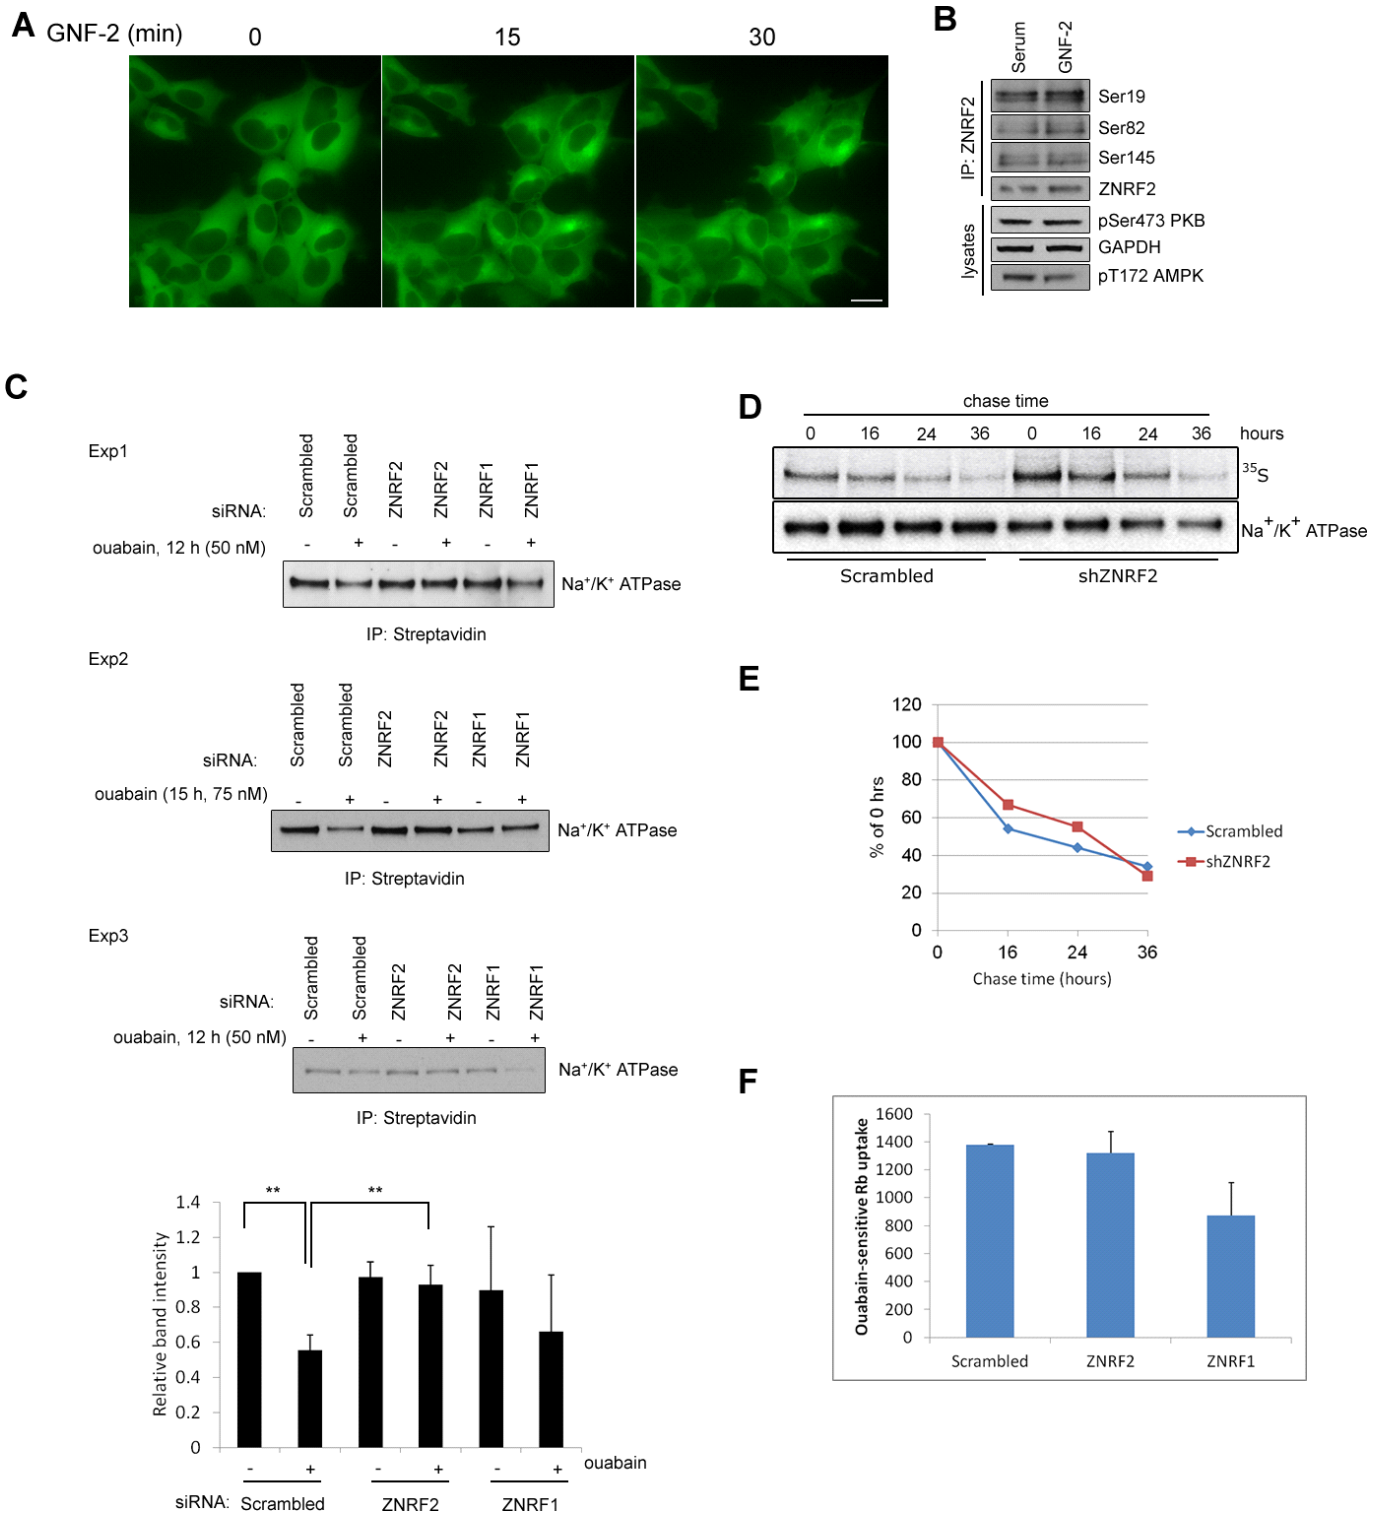 A
GNF-2 (min)
0
15
30
B
Serum
GNF-2
IP: ZNRF2
Ser19
Ser82
Ser145
ZNRF2
lysates
pSer473 PKB
GAPDH
pT172 AMPK
C
Exp1
siRNA:
Scrambled
Scrambled
ZNRF2
ZNRF2
ZNRF1
ZNRF1
ouabain, 12 h (50 nM)
- + - + - +
Na⁺/K⁺ ATPase
IP: Streptavidin
Exp2
siRNA:
Scrambled
Scrambled
ZNRF2
ZNRF2
ZNRF1
ZNRF1
ouabain (15 h, 75 nM)
- + - + - +
Na⁺/K⁺ ATPase
IP: Streptavidin
Exp3
siRNA:
Scrambled
Scrambled
ZNRF2
ZNRF2
ZNRF1
ZNRF1
ouabain, 12 h (50 nM)
- + - + - +
Na⁺/K⁺ ATPase
IP: Streptavidin
Relative band intensity
1.4
1.2
1
0.8
0.6
0.4
0.2
0
**
**
- + - + - + ouabain
siRNA: Scrambled ZNRF2 ZNRF1
D
chase time
0 16 24 36 0 16 24 36 hours
³⁵S
Na⁺/K⁺ ATPase
Scrambled
shZNRF2
E
% of 0 hrs
120
100
80
60
40
20
0
0 16 24 36
Chase time (hours)
Scrambled
shZNRF2
F
Ouabain-sensitive Rb uptake
1600
1400
1200
1000
800
600
400
200
0
Scrambled ZNRF2 ZNRF1